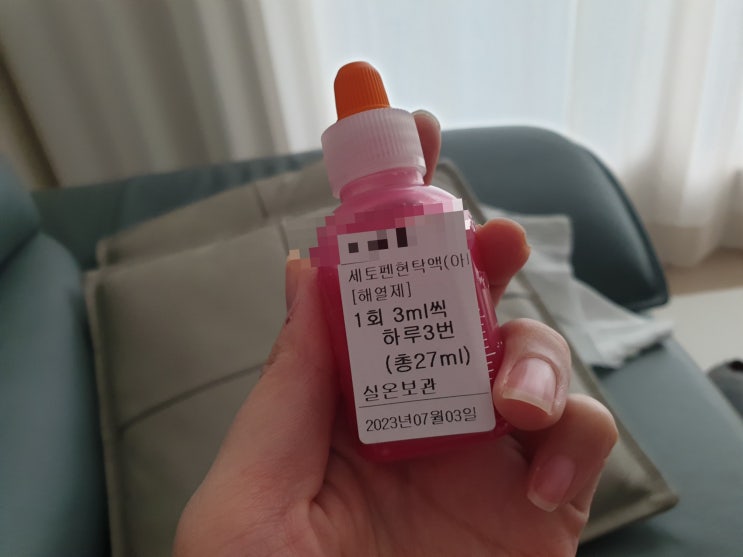 세토펜현탁액(아
[해열제]
1회 3ml씩
하루3번
(총27ml)
실온보관
2023년07월03일